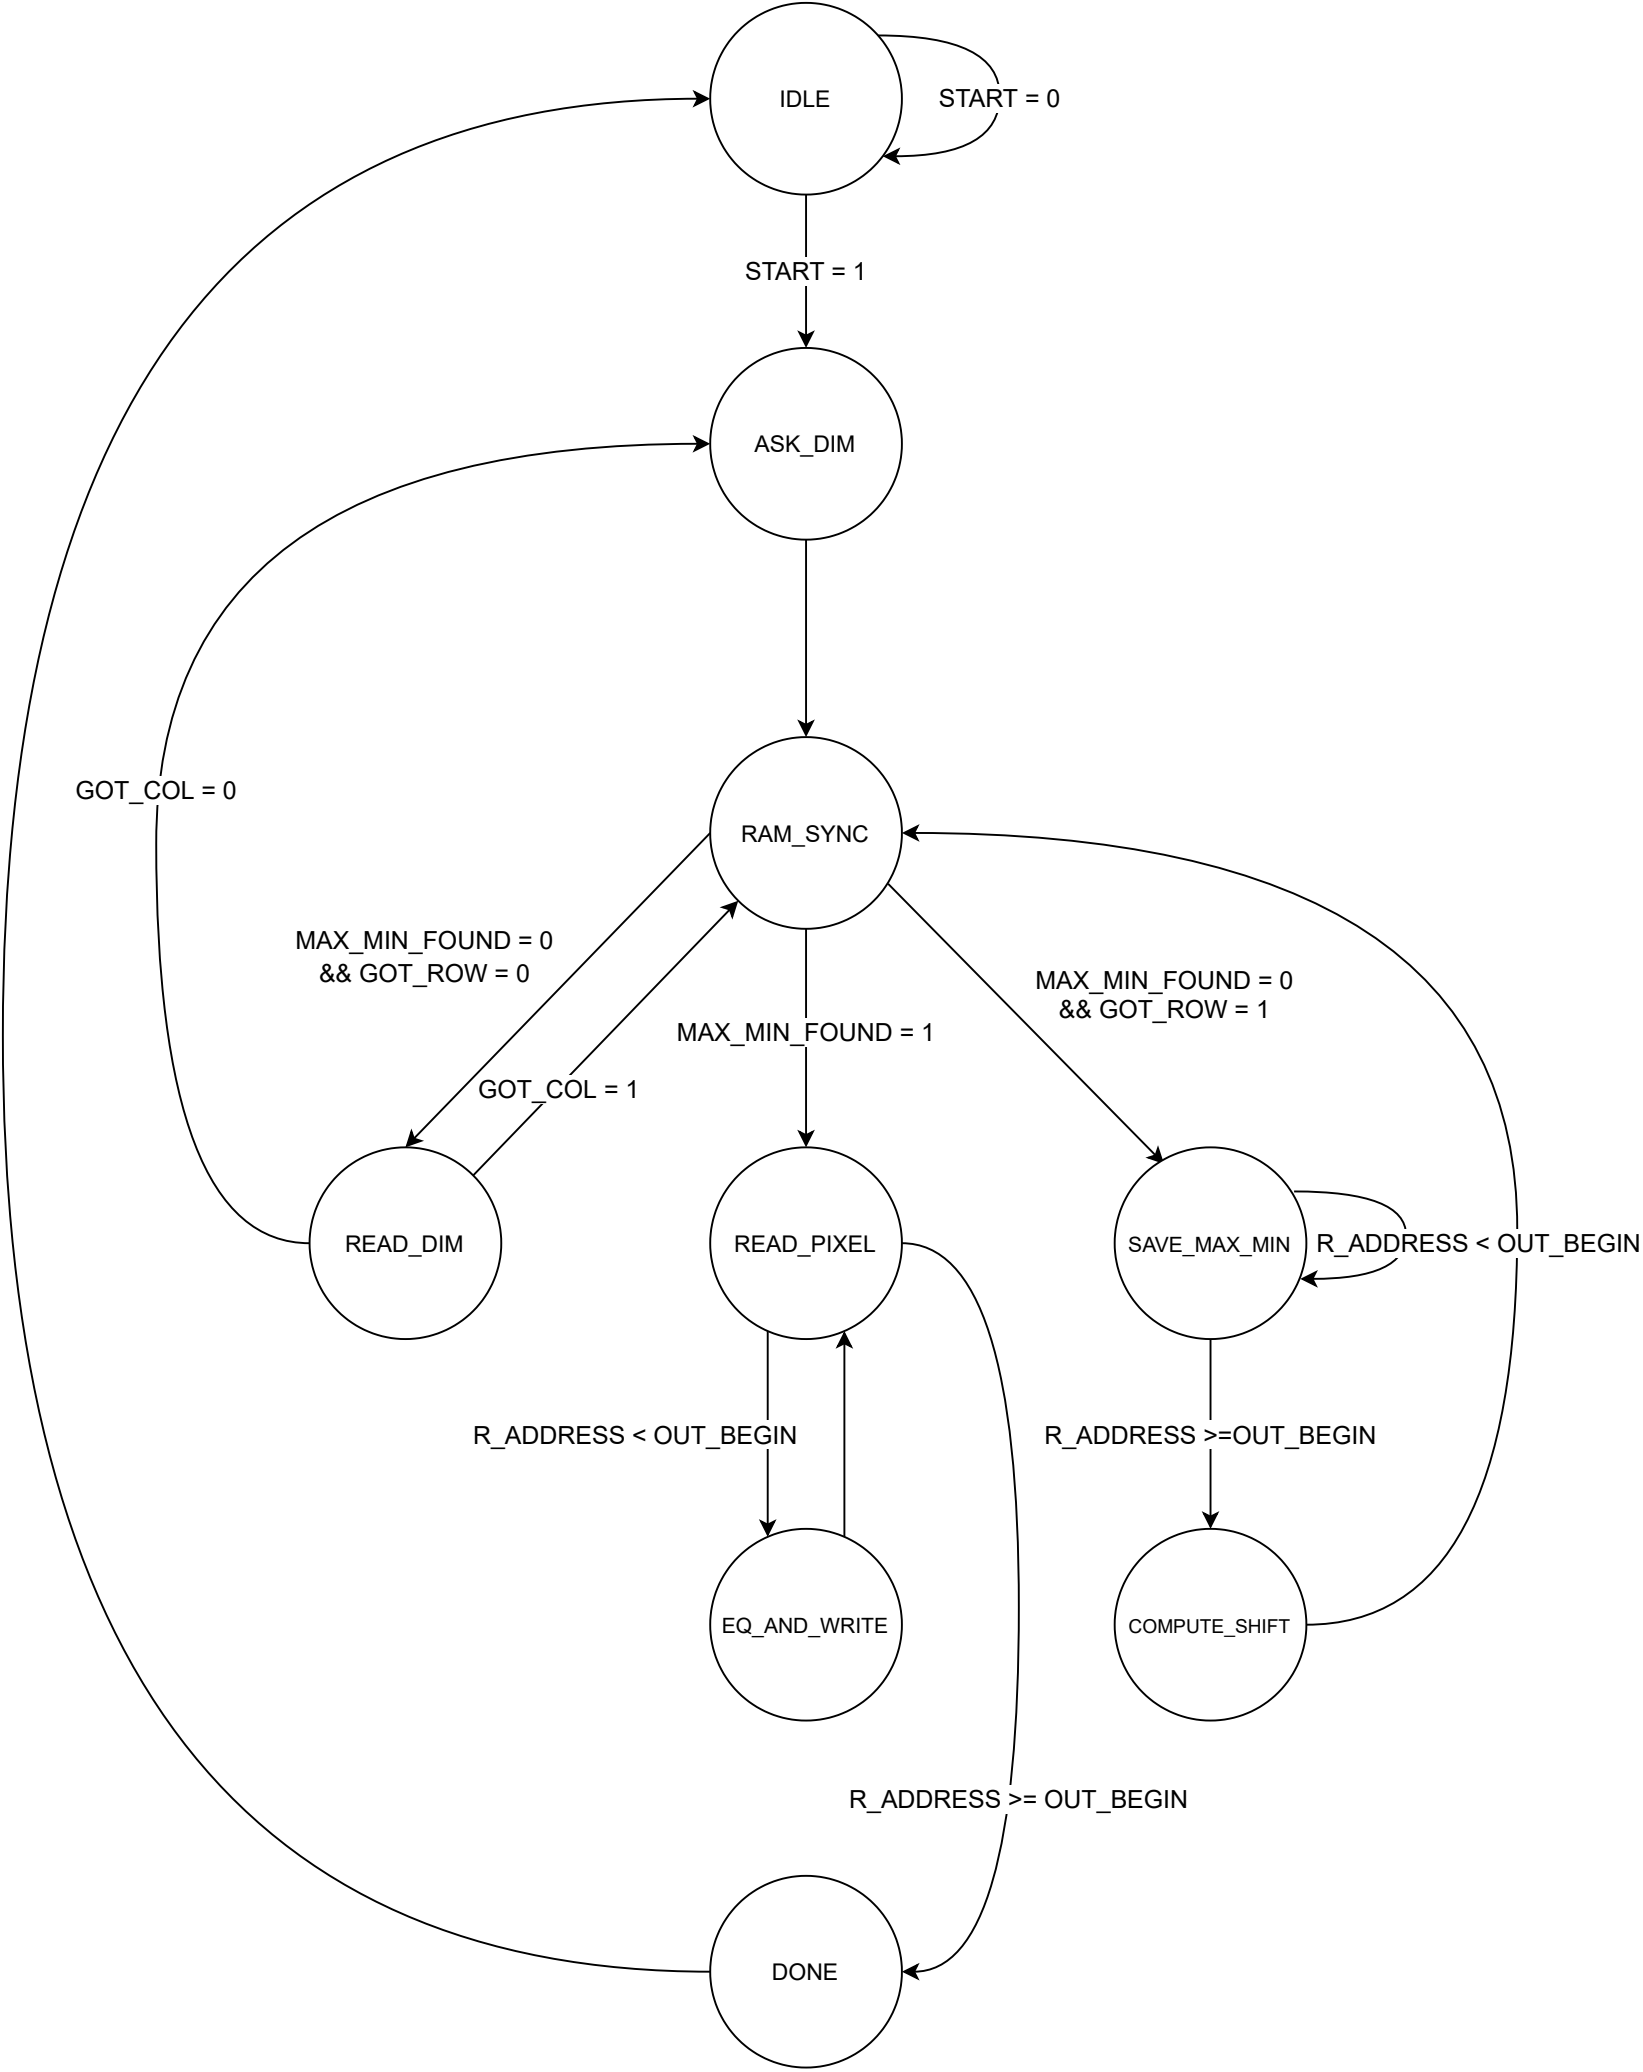 IDLE
START = 0
START = 1
ASK_DIM
GOT_COL = 0
RAM_SYNC
MAX_MIN_FOUND = 0
&& GOT_ROW = 0
MAX_MIN_FOUND = 0
&& GOT_ROW = 1
MAX_MIN_FOUND = 1
GOT_COL = 1
READ_DIM
READ_PIXEL
SAVE_MAX_MIN
R_ADDRESS < OUT_BEGIN
R_ADDRESS < OUT_BEGIN
R_ADDRESS >=OUT_BEGIN
EQ_AND_WRITE
COMPUTE_SHIFT
R_ADDRESS >= OUT_BEGIN
DONE